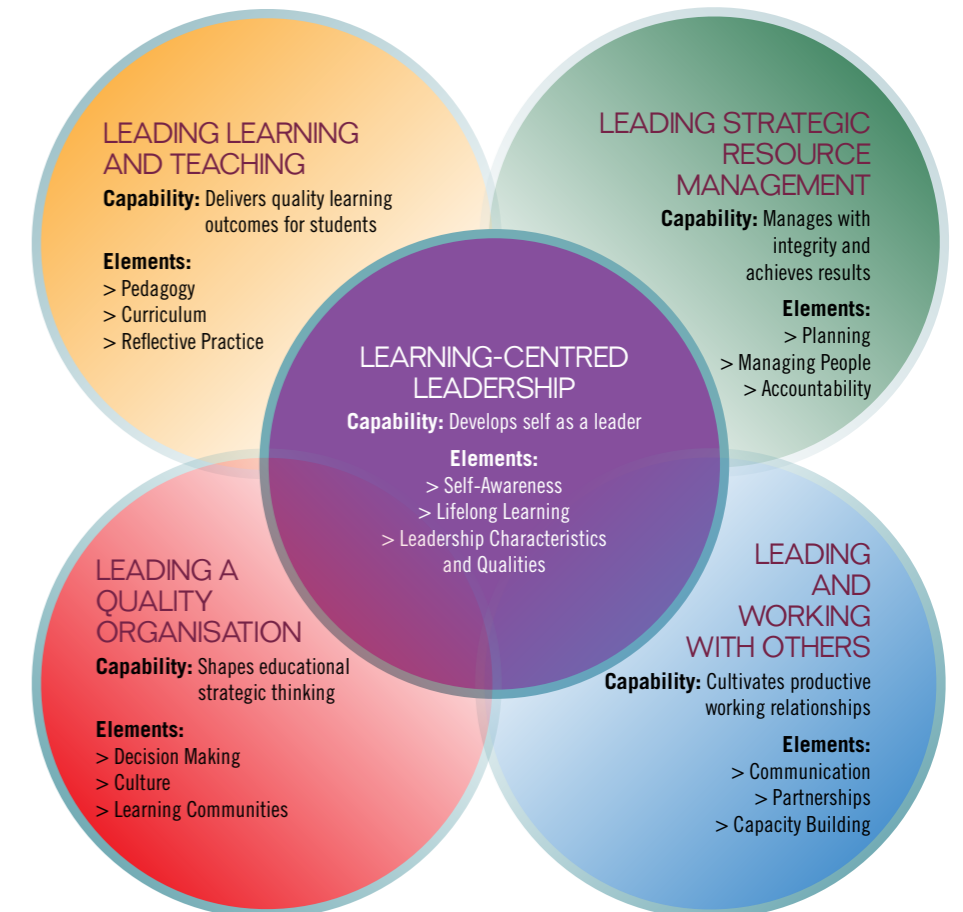 LEADING LEARNING
AND TEACHING
Capability: Delivers quality learning
outcomes for students
Elements:
> Pedagogy
> Curriculum
> Reflective Practice
LEADING STRATEGIC
RESOURCE
MANAGEMENT
Capability: Manages with
integrity and
achieves results
Elements:
> Planning
> Managing People
> Accountability
LEARNING-CENTRED
LEADERSHIP
Capability: Develops self as a leader
Elements:
> Self-Awareness
> Lifelong Learning
> Leadership Characteristics
and Qualities
LEADING A
QUALITY
ORGANISATION
Capability: Shapes educational
strategic thinking
Elements:
> Decision Making
> Culture
> Learning Communities
LEADING
AND
WORKING
WITH OTHERS
Capability: Cultivates productive
working relationships
Elements:
> Communication
> Partnerships
> Capacity Building